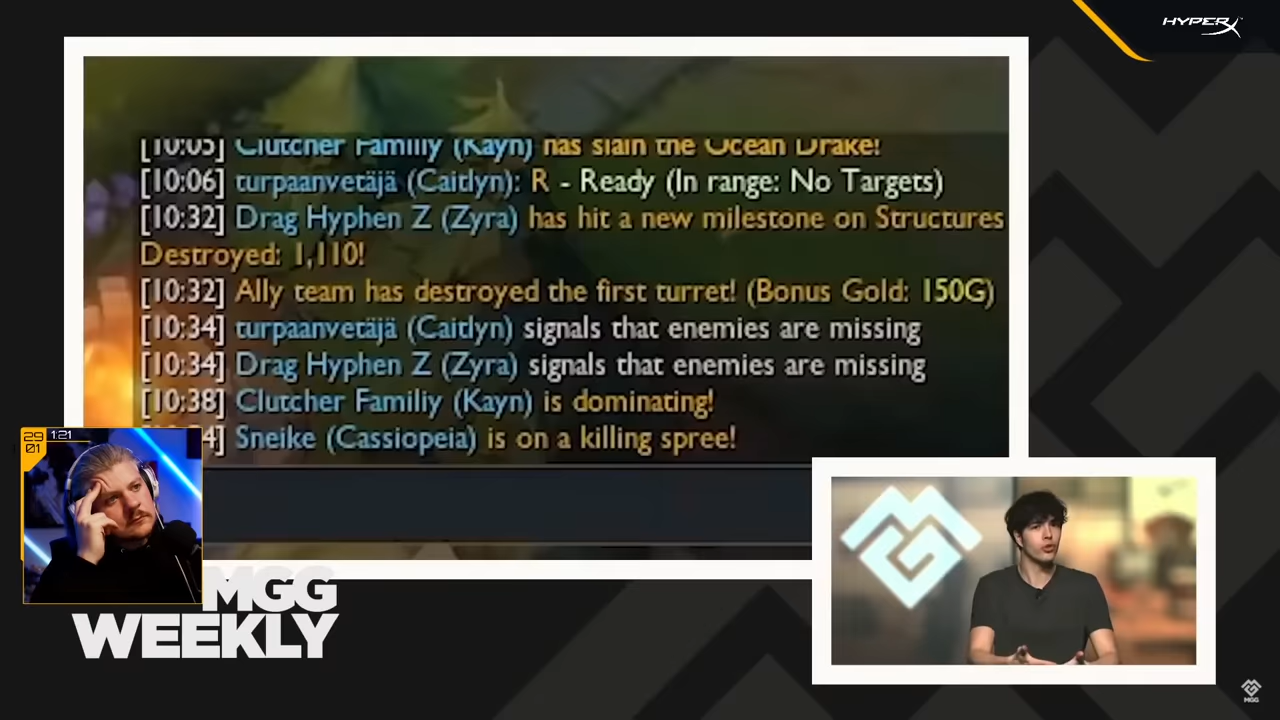 HYPERX
[10:05] Clutcher Familiy (Kayn) has slain the Ocean Drake!
[10:06] turpaanvetäjä (Caitlyn): R - Ready (In range: No Targets)
[10:32] Drag Hyphen Z (Zyra) has hit a new milestone on Structures
Destroyed: 1,110!
[10:32] Ally team has destroyed the first turret! (Bonus Gold: 150G)
[10:34] turpaanvetäjä (Caitlyn) signals that enemies are missing
[10:34] Drag Hyphen Z (Zyra) signals that enemies are missing
[10:38] Clutcher Familiy (Kayn) is dominating!
4] Sneike (Cassiopeia) is on a killing spree!
29
01
1:21
MGG
WEEKLY
MGG